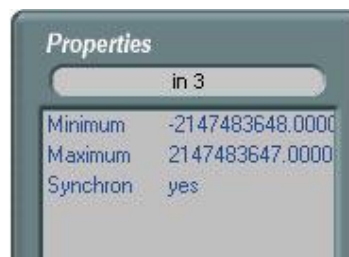 Properties
in 3
Minimum -2147483648.0000
Maximum 2147483647.0000
Synchron yes